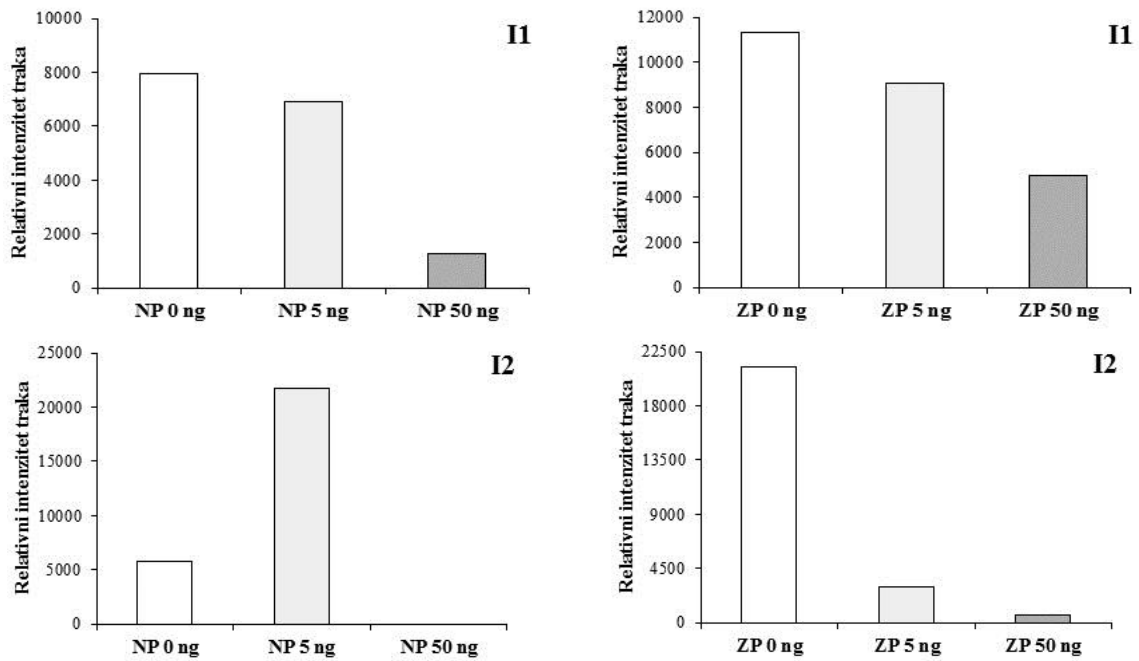 I1
Relativni intenzitet traka
10000
8000
6000
4000
2000
0
NP 0 ng NP 5 ng NP 50 ng
I1
Relativni intenzitet traka
12000
10000
8000
6000
4000
2000
0
ZP 0 ng ZP 5 ng ZP 50 ng
I2
Relativni intenzitet traka
25000
20000
15000
10000
5000
0
NP 0 ng NP 5 ng NP 50 ng
I2
Relativni intenzitet traka
22500
18000
13500
9000
4500
0
ZP 0 ng ZP 5 ng ZP 50 ng